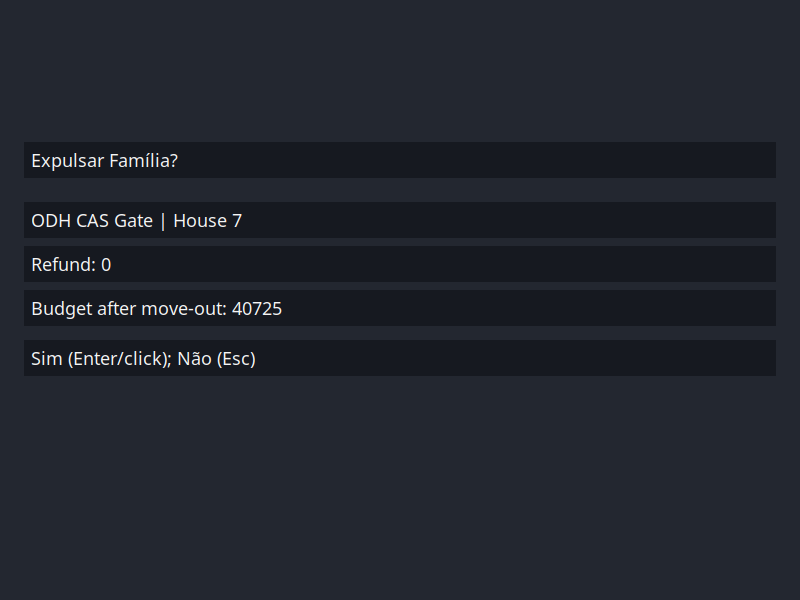 Expulsar Família?
ODH CAS Gate | House 7
Refund: 0
Budget after move-out: 40725
Sim (Enter/click); Não (Esc)